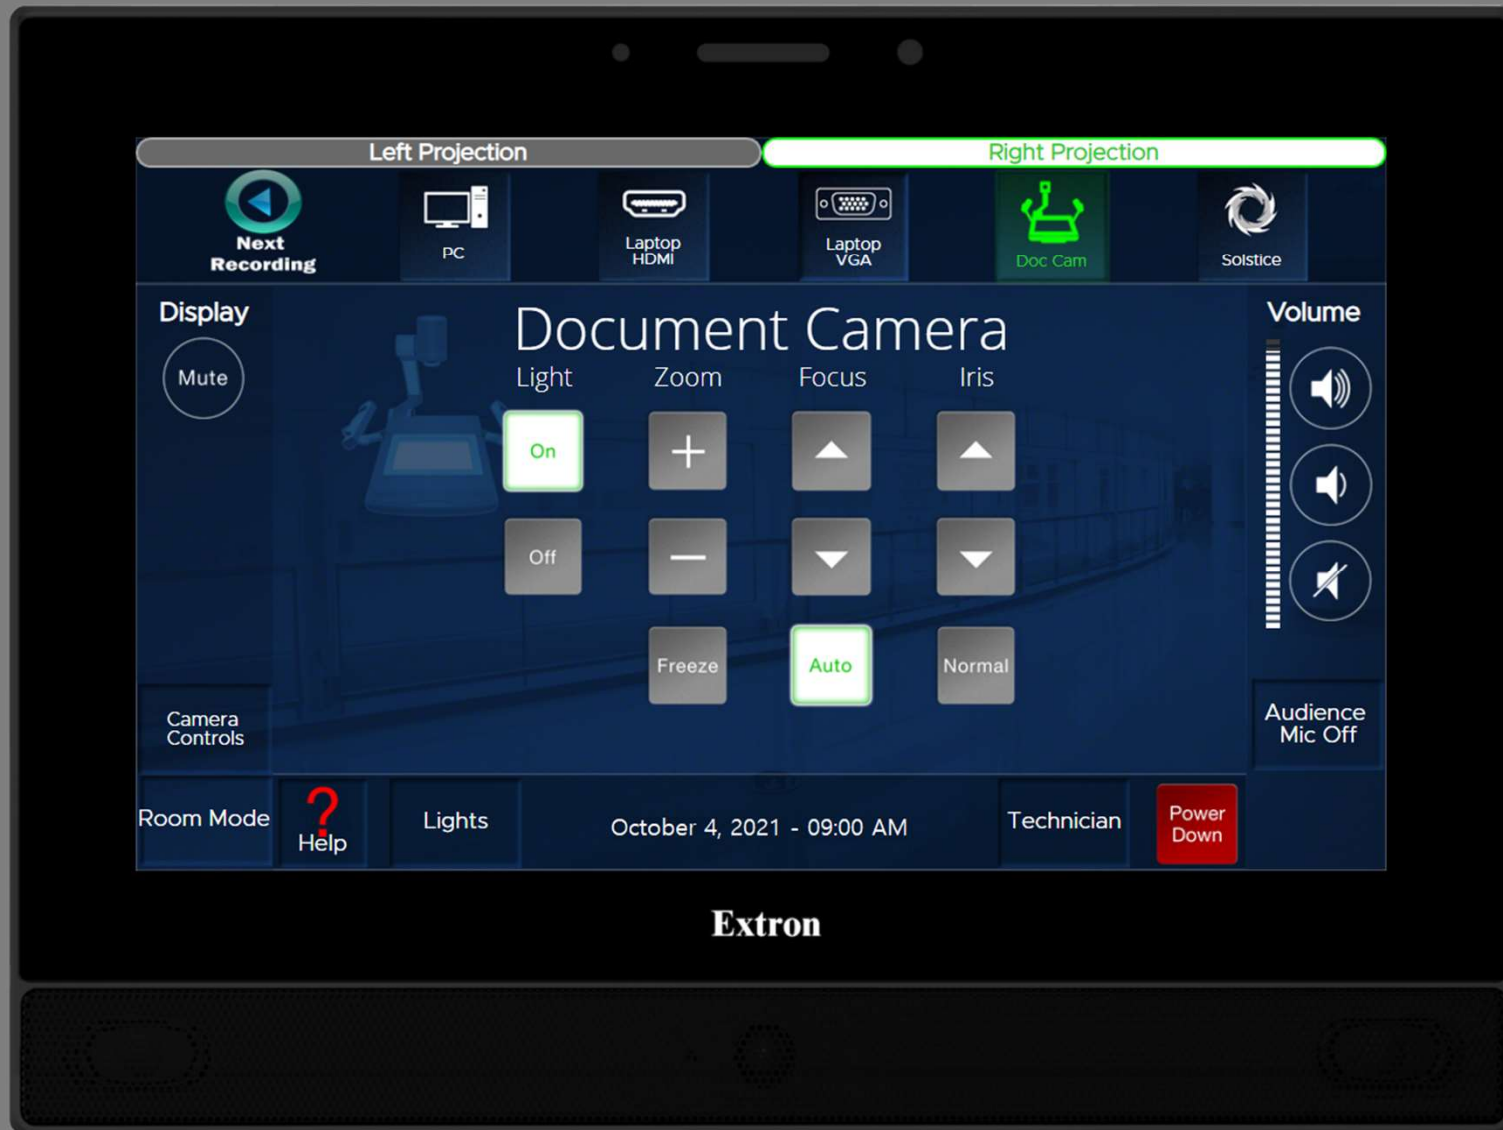 Left Projection
Right Projection
Next
Recording
PC
Laptop
HDMI
Laptop
VGA
Doc Cam
Solstice
Display
Mute
Document Camera
Light
Zoom
Focus
Iris
On
Off
Freeze
Auto
Normal
Volume
Camera
Controls
Audience
Mic Off
Room Mode
Help
Lights
October 4, 2021 - 09:00 AM
Technician
Power
Down
Extron